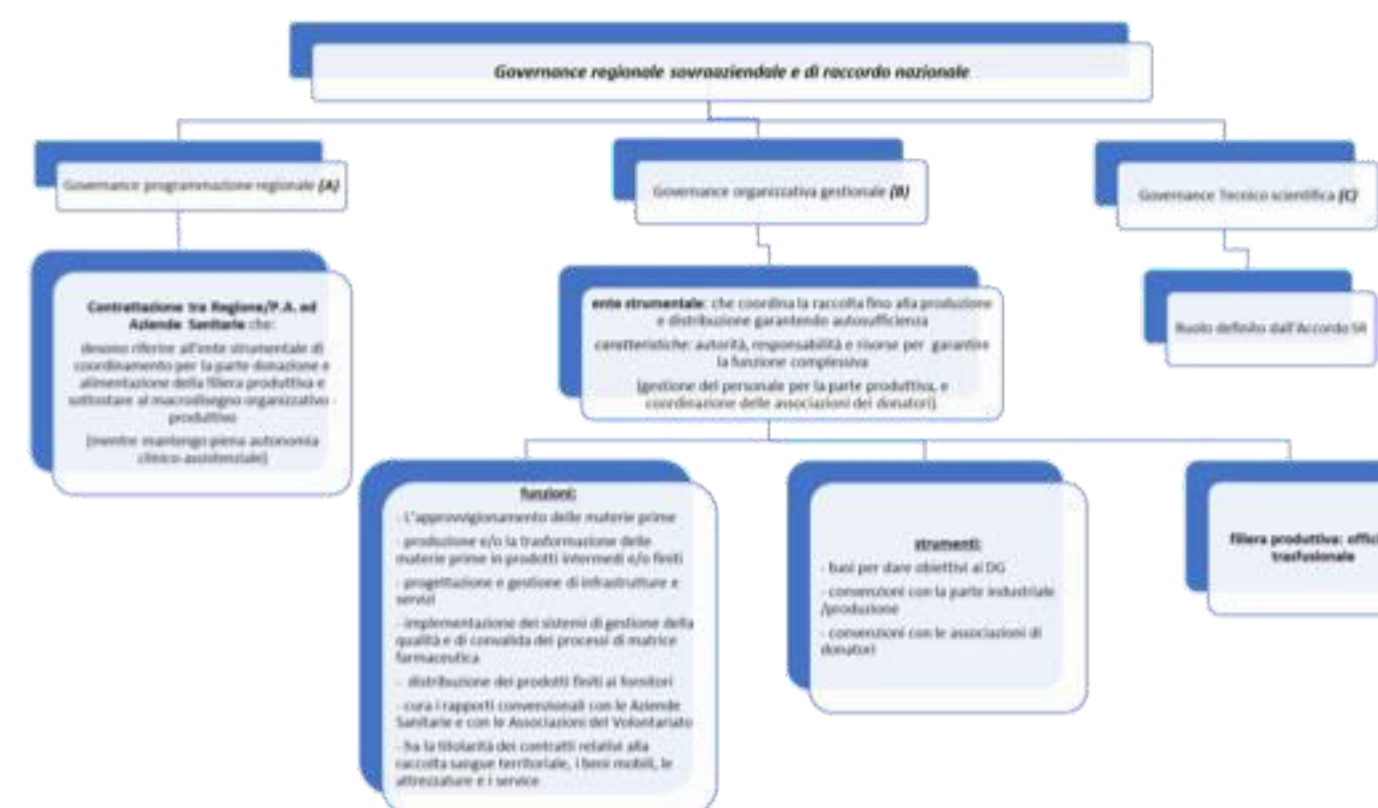 Governance regionale sovraaziendale e di raccordo nazionale
Governance programmazione regionale (A)
Governance organizzativa gestionale (B)
Governance Tecnico scientifica (C)
Contrattazione tra Regione/P.A. ed
Aziende Sanitarie che:
devono riferire all'ente strumentale di
coordinamento per la parte donazione e
alimentazione della filiera produttiva e
sottostare al macrodisegno organizzativo -
produttivo
(mentre mantengo piena autonomia
clinico-assistenziale)
ente strumentale: che coordina la raccolta fino alla produzione
e distribuzione garantendo autosufficienza
caratteristiche: autorità, responsabilità e risorse per garantire
la funzione complessiva
(gestione del personale per la parte produttiva, e
coordinazione delle associazioni dei donatori)
Ruolo definito dall'Accordo SR
funzioni:
- L'approvvigionamento delle materie prime
- produzione e/o la trasformazione delle
materie prime in prodotti intermedi e/o finiti
- progettazione e gestione di infrastrutture e
servizi
- implementazione dei sistemi di gestione della
qualità e di convalida dei processi di matrice
farmaceutica
- distribuzione dei prodotti finiti ai fornitori
- cura i rapporti convenzionali con le Aziende
Sanitarie e con le Associazioni del Volontariato
- ha la titolarità dei contratti relativi alla
raccolta sangue territoriale, i beni mobili, le
attrezzature e i service
strumenti:
- basi per dare obiettivi ai DG
- convenzioni con la parte industriale
/produzione
- convenzioni con le associazioni di
donatori
filiera produttiva: offici
trasfusionale